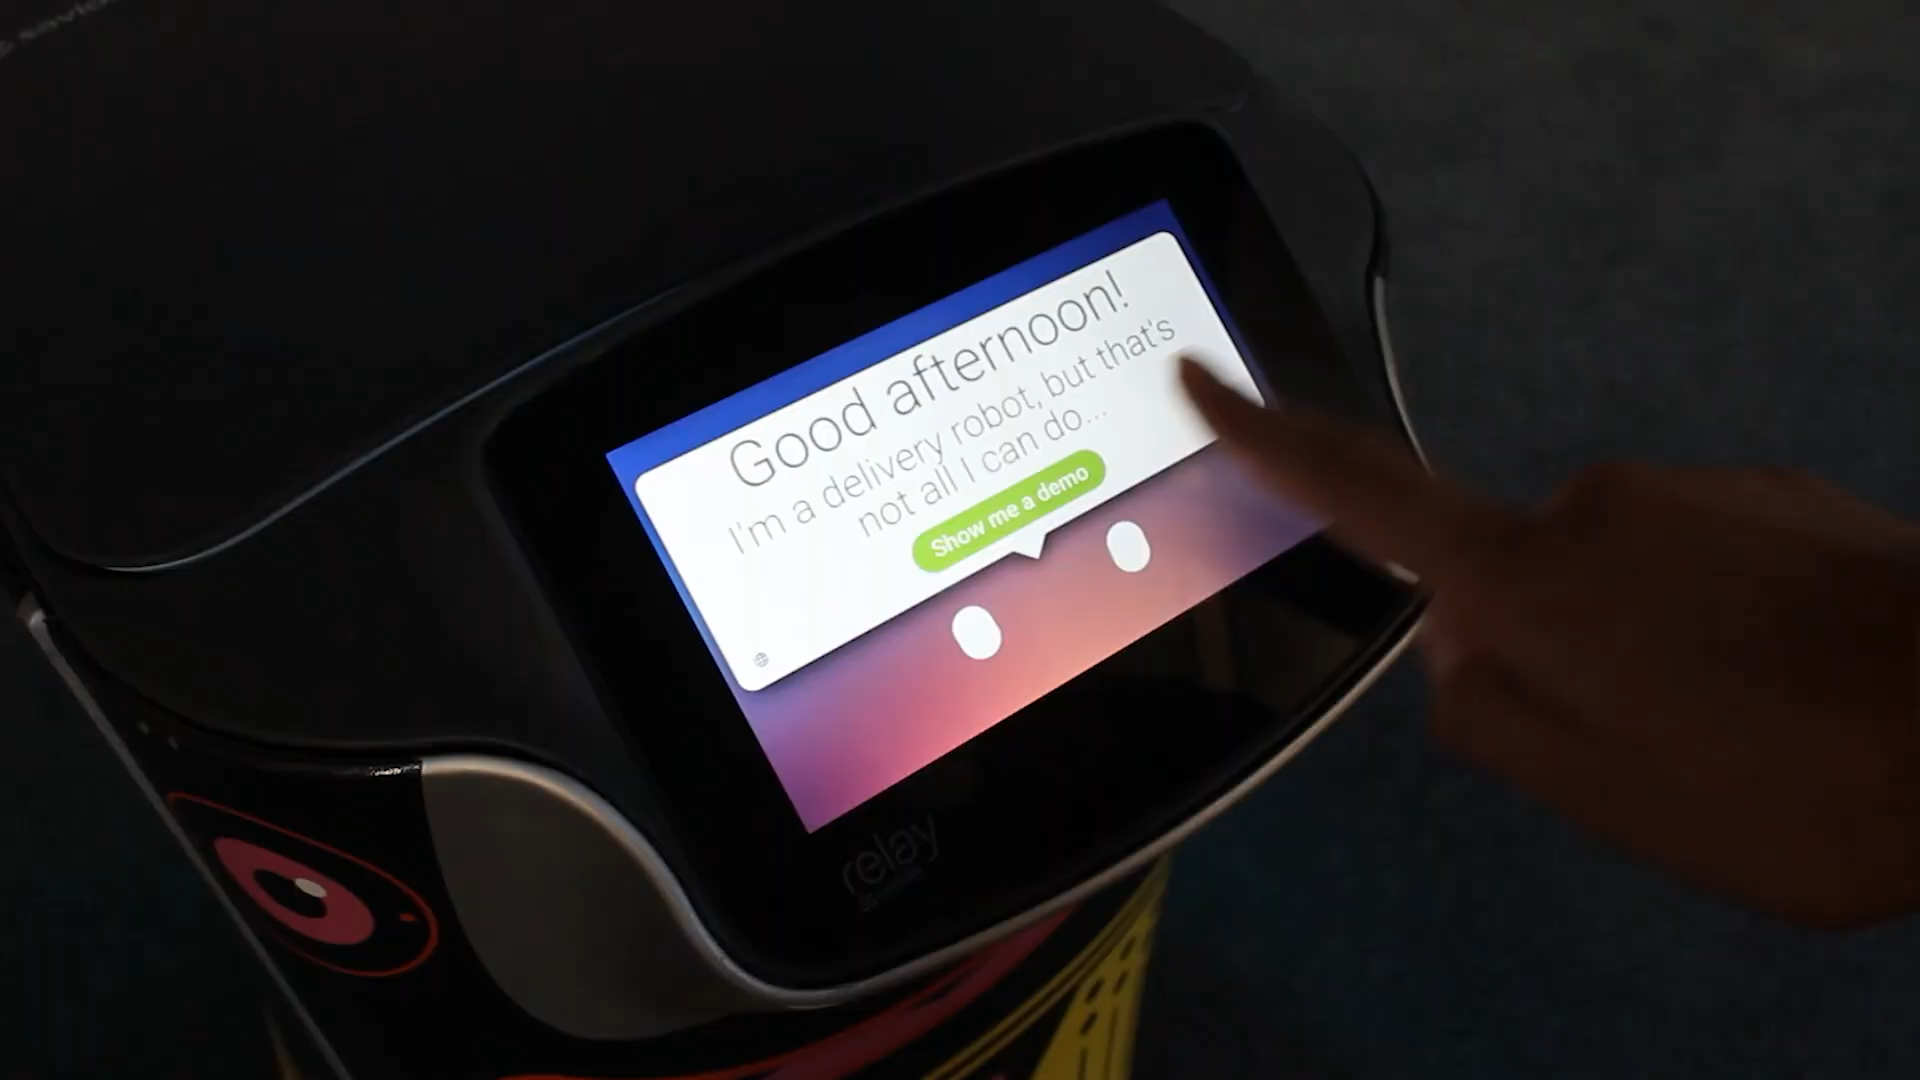 Good afternoon!
I'm a delivery robot, but that's
not all I can do...
Show me a demo
relay